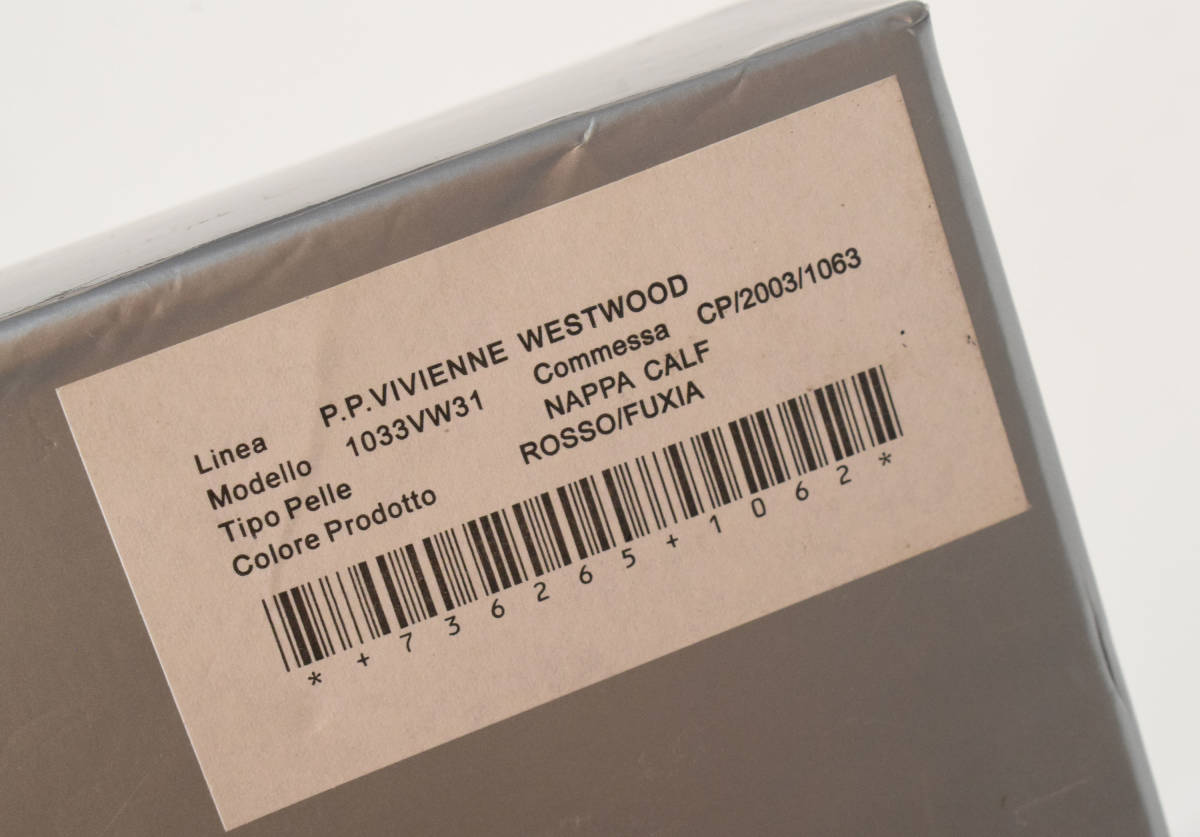 Linea P.P.VIVIENNE WESTWOOD
Modello 1033VW31 Commessa CP/2003/1063
Tipo Pelle NAPPA CALF
Colore Prodotto ROSSO/FUXIA
*+736265+1062*